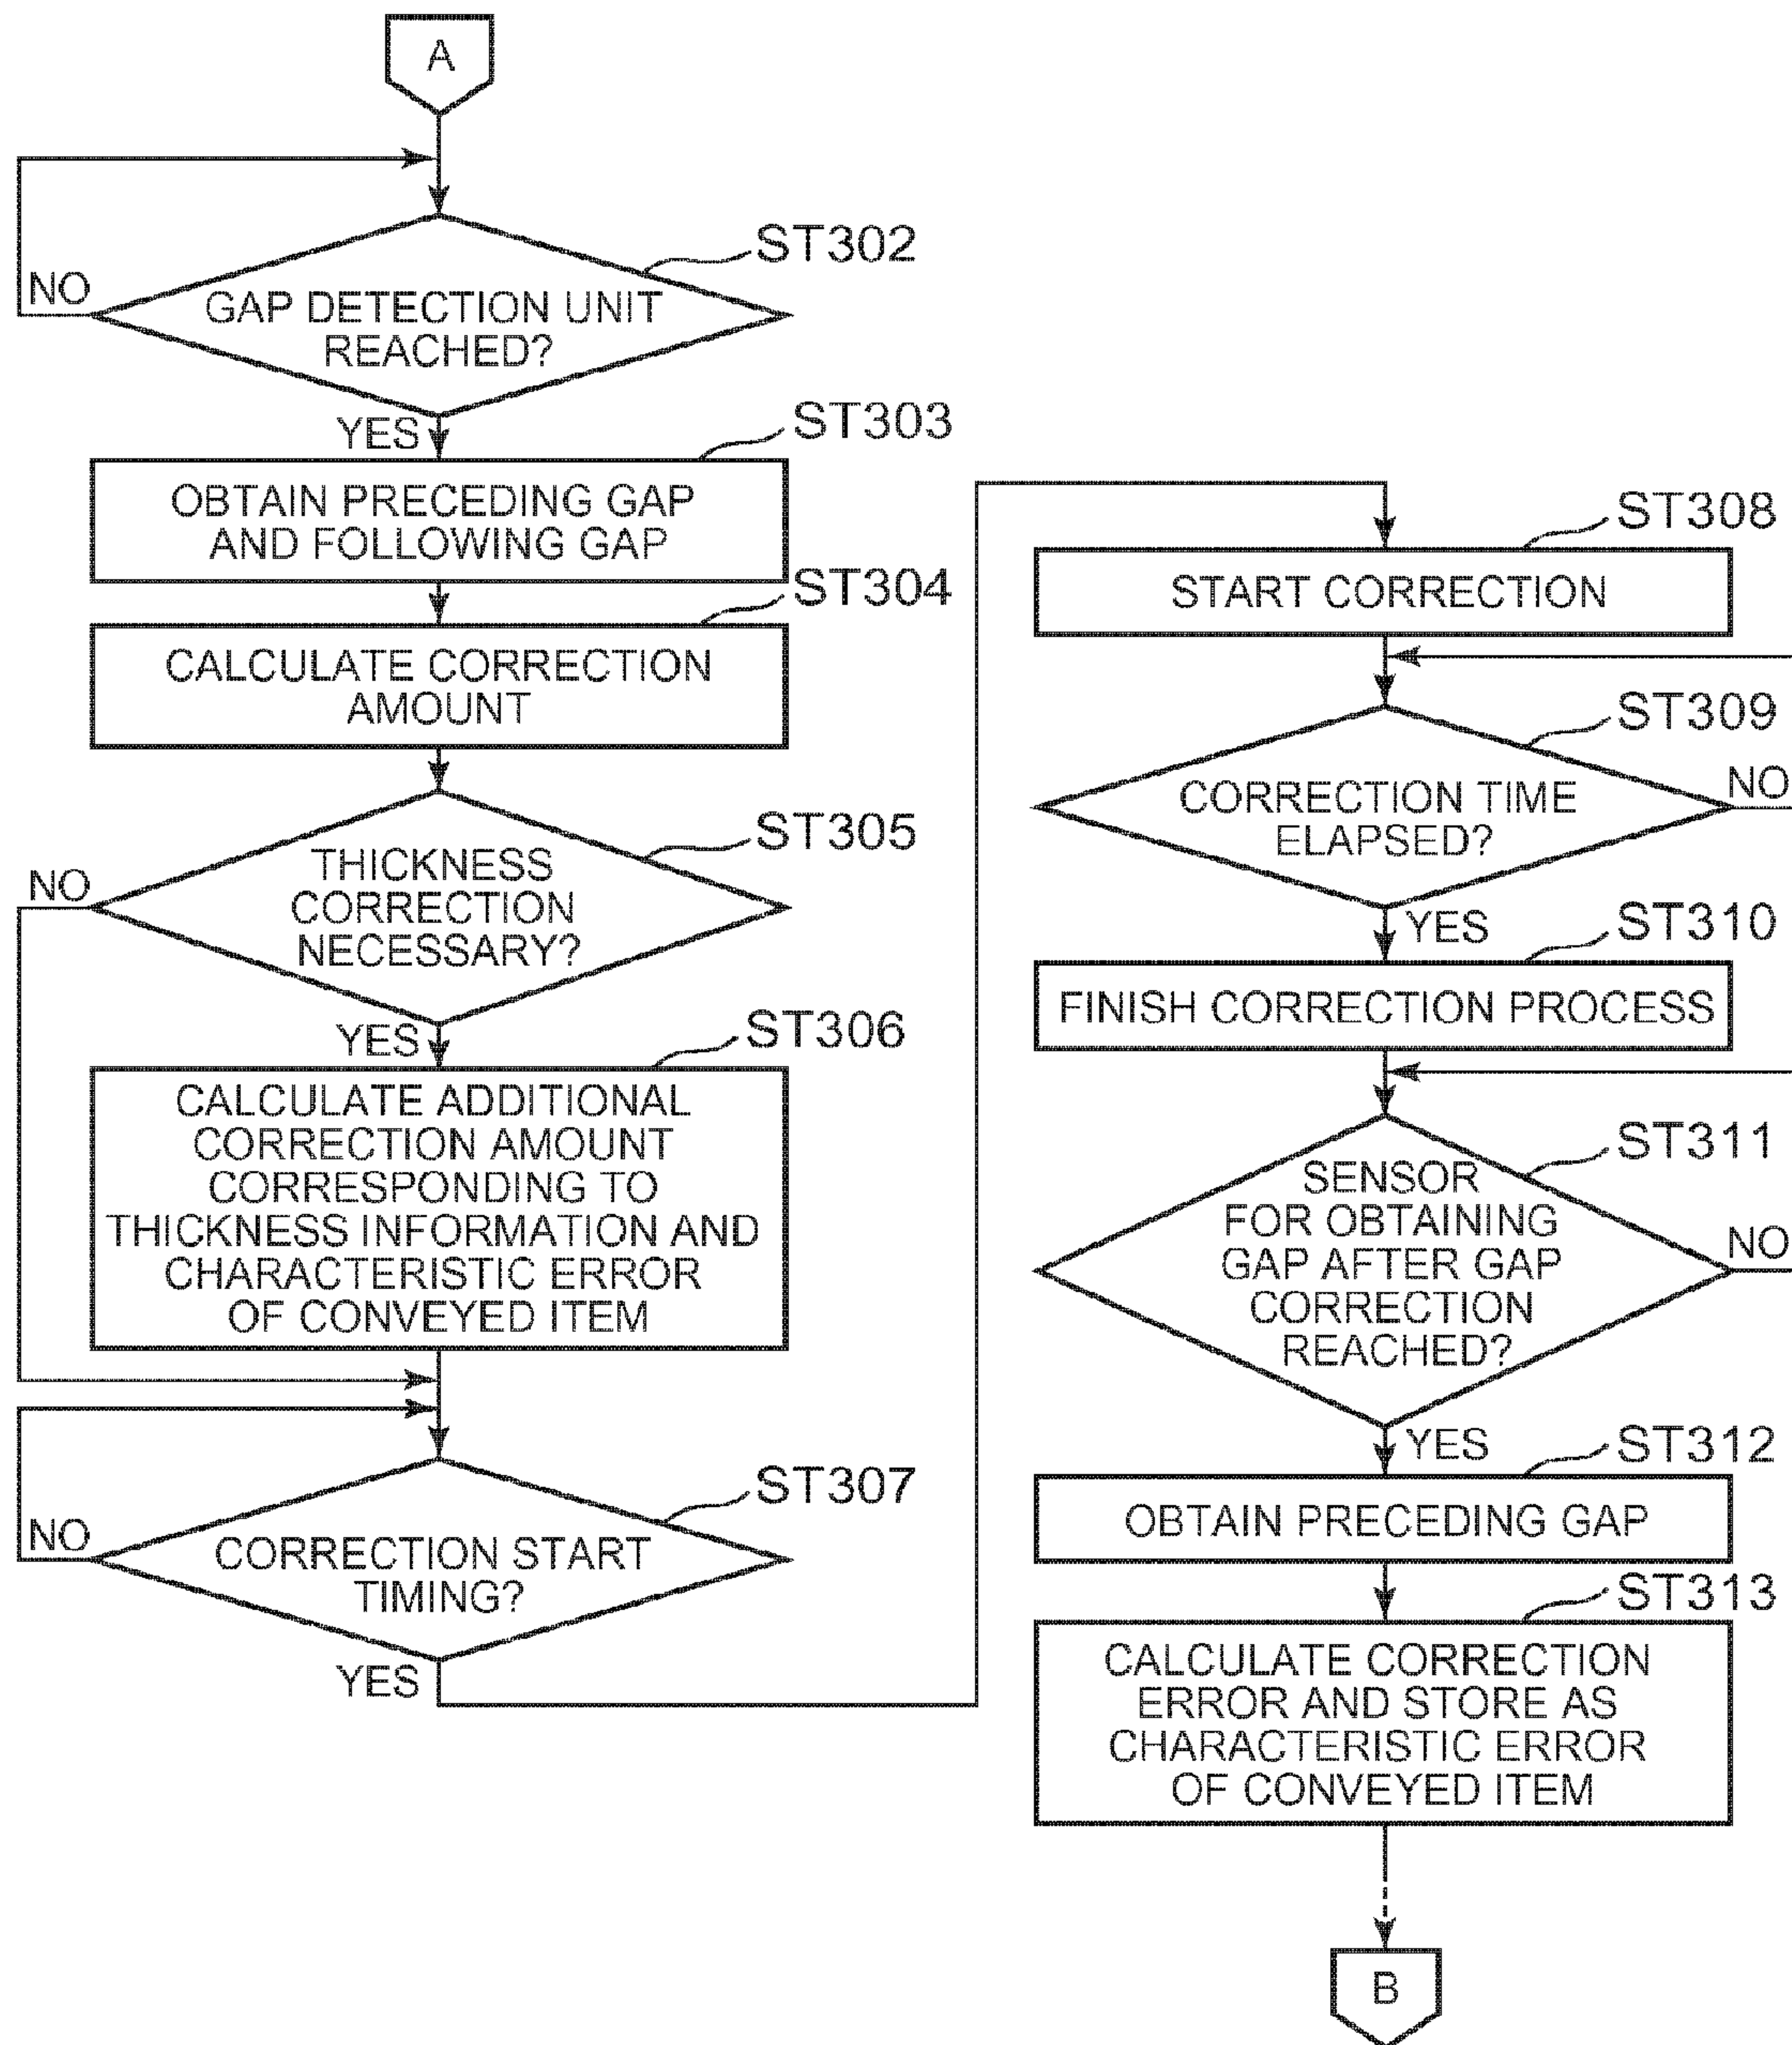 A
ST302
GAP DETECTION UNIT
REACHED?
NO
YES
ST303
OBTAIN PRECEDING GAP
AND FOLLOWING GAP
ST304
CALCULATE CORRECTION
AMOUNT
ST305
THICKNESS
CORRECTION
NECESSARY?
NO
YES
ST306
CALCULATE ADDITIONAL
CORRECTION AMOUNT
CORRESPONDING TO
THICKNESS INFORMATION AND
CHARACTERISTIC ERROR
OF CONVEYED ITEM
ST307
CORRECTION START
TIMING?
NO
YES
ST308
START CORRECTION
ST309
CORRECTION TIME
ELAPSED?
NO
YES
ST310
FINISH CORRECTION PROCESS
ST311
SENSOR
FOR OBTAINING
GAP AFTER GAP
CORRECTION
REACHED?
NO
YES
ST312
OBTAIN PRECEDING GAP
ST313
CALCULATE CORRECTION
ERROR AND STORE AS
CHARACTERISTIC ERROR
OF CONVEYED ITEM
B